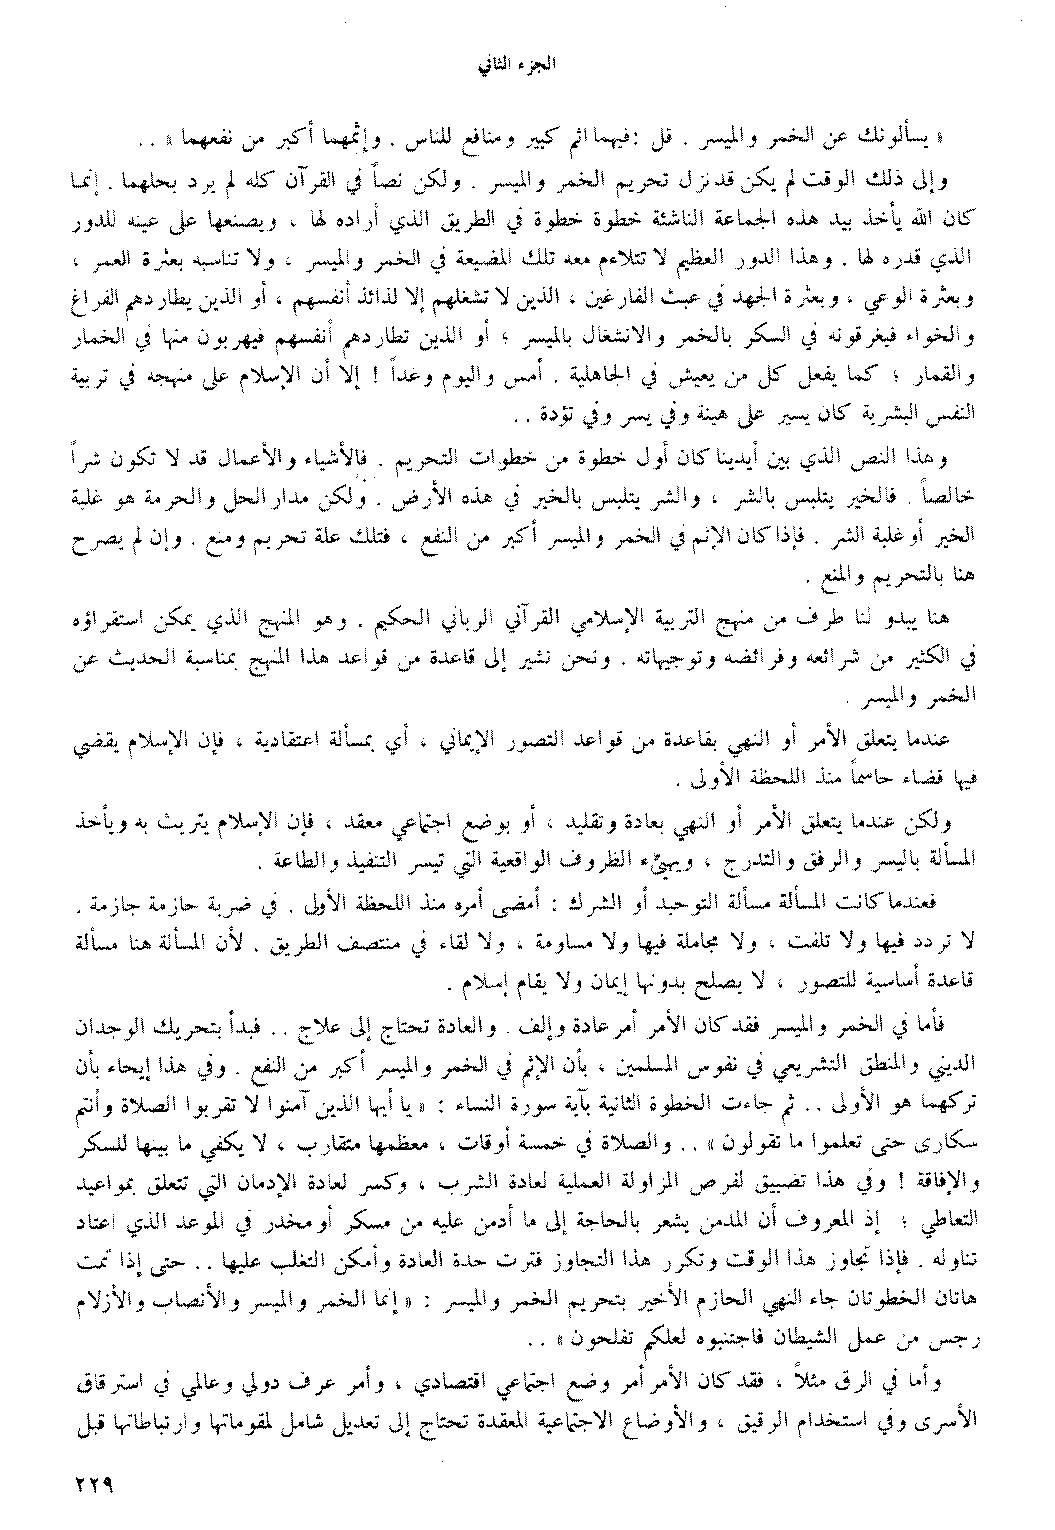 الجزء الثاني
« يسألونك عن الخمر والميسر . قل :فيهما اثم كبير ومنافع للناس . وإثمهما أكبر من نفعهما » . .
وإلى ذلك الوقت لم يكن قد نزل تحريم الخمر والميسر . ولكن نصاً في القرآن كله لم يرد بحلهما . إنما
كان الله يأخذ بيد هذه الجماعة الناشئة خطوة خطوة في الطريق الذي أراده لها ، ويصنعها على عينه للدور
الذي قدره لها . وهذا الدور العظيم لا تتلاءم معه تلك المضيعة في الخمر والميسر ، ولا تناسبه بعثرة العمر ،
وبعثرة الوعي ، وبعثرة الجهد في عبث الفارغين ، الذين لا تشغلهم إلا لذائذ أنفسهم ، أو الذين يطاردهم الفراغ
والخواء فيغرقونه في السكر بالخمر والانشغال بالميسر ؛ أو الذين تطاردهم أنفسهم فيهربون منها في الخمار
والقمار ؛ كما يفعل كل من يعيش في الجاهلية . أمس واليوم وغداً ! إلا أن الإسلام على منهجه في تربية
النفس البشرية كان يسير على هينة وفي يسر وفي تؤدة . .
وهذا النص الذي بين أيدينا كان أول خطوة من خطوات التحريم . فالأشياء والأعمال قد لا تكون شراً
خالصاً . فالخير يتلبس بالشر ، والشر يتلبس بالخير في هذه الأرض . ولكن مدار الحل والحرمة هو غلبة
الخير أو غلبة الشر . فإذا كان الإثم في الخمر والميسر أكبر من النفع ، فتلك علة تحريم ومنع . وإن لم يصرح
هنا بالتحريم والمنع .
هنا يبدو لنا طرف من منهج التربية الإسلامي القرآني الرباني الحكيم . وهو المنهج الذي يمكن استقراؤه
في الكثير من شرائعه وفرائضه وتوجيهاته . ونحن نشير إلى قاعدة من قواعد هذا المنهج بمناسبة الحديث عن
الخمر والميسر .
عندما يتعلق الأمر أو النهي بقاعدة من قواعد التصور الإيماني ، أي بمسألة اعتقادية ، فإن الإسلام يقضي
فيها قضاء حاسماً منذ اللحظة الأولى .
ولكن عندما يتعلق الأمر أو النهي بعادة وتقليد ، أو بوضع اجتماعي معقد ، فإن الإسلام يتريث به ويأخذ
المسألة باليسر والرفق والتدرج ، ويهيّء الظروف الواقعية التي تيسر التنفيذ والطاعة .
فعندما كانت المسألة مسألة التوحيد أو الشرك : أمضى أمره منذ اللحظة الأولى . في ضربة حازمة جازمة .
لا تردد فيها ولا تلفت ، ولا مجاملة فيها ولا مساومة ، ولا لقاء في منتصف الطريق . لأن المسألة هنا مسألة
قاعدة أساسية للتصور ، لا يصلح بدونها إيمان ولا يقام إسلام .
فأما في الخمر والميسر فقد كان الأمر أمر عادة وإلف . والعادة تحتاج إلى علاج . . فبدأ بتحريك الوجدان
الديني والمنطق التشريعي في نفوس المسلمين ، بأن الإثم في الخمر والميسر أكبر من النفع . وفي هذا إيحاء بأن
تركهما هو الأولى . . ثم جاءت الخطوة الثانية بآية سورة النساء : « يا أيها الذين آمنوا لا تقربوا الصلاة وأنتم
سكارى حتى تعلموا ما تقولون » . . والصلاة في خمسة أوقات ، معظمها متقارب ، لا يكفي ما بينها للسكر
والإفاقة ! وفي هذا تضييق لفرص المزاولة العملية لعادة الشرب ، وكسر لعادة الإدمان التي تتعلق بمواعيد
التعاطي ؛ إذ المعروف أن المدمن يشعر بالحاجة إلى ما أدمن عليه من مسكر أو مخدر في الموعد الذي اعتاد
تناوله . فإذا تجاوز هذا الوقت وتكرر هذا التجاوز فترت حدة العادة وأمكن التغلب عليها . . حتى إذا تمت
هاتان الخطوتان جاء النهي الحازم الأخير بتحريم الخمر والميسر : « إنما الخمر والميسر والأنصاب والأزلام
رجس من عمل الشيطان فاجتنبوه لعلكم تفلحون » . .
وأما في الرق مثلاً ، فقد كان الأمر أمر وضع اجتماعي اقتصادي ، وأمر عرف دولي وعالمي في استرقاق
الأسرى وفي استخدام الرقيق ، والأوضاع الاجتماعية المعقدة تحتاج إلى تعديل شامل لمقوماتها وارتباطاتها قبل
٢٢٩